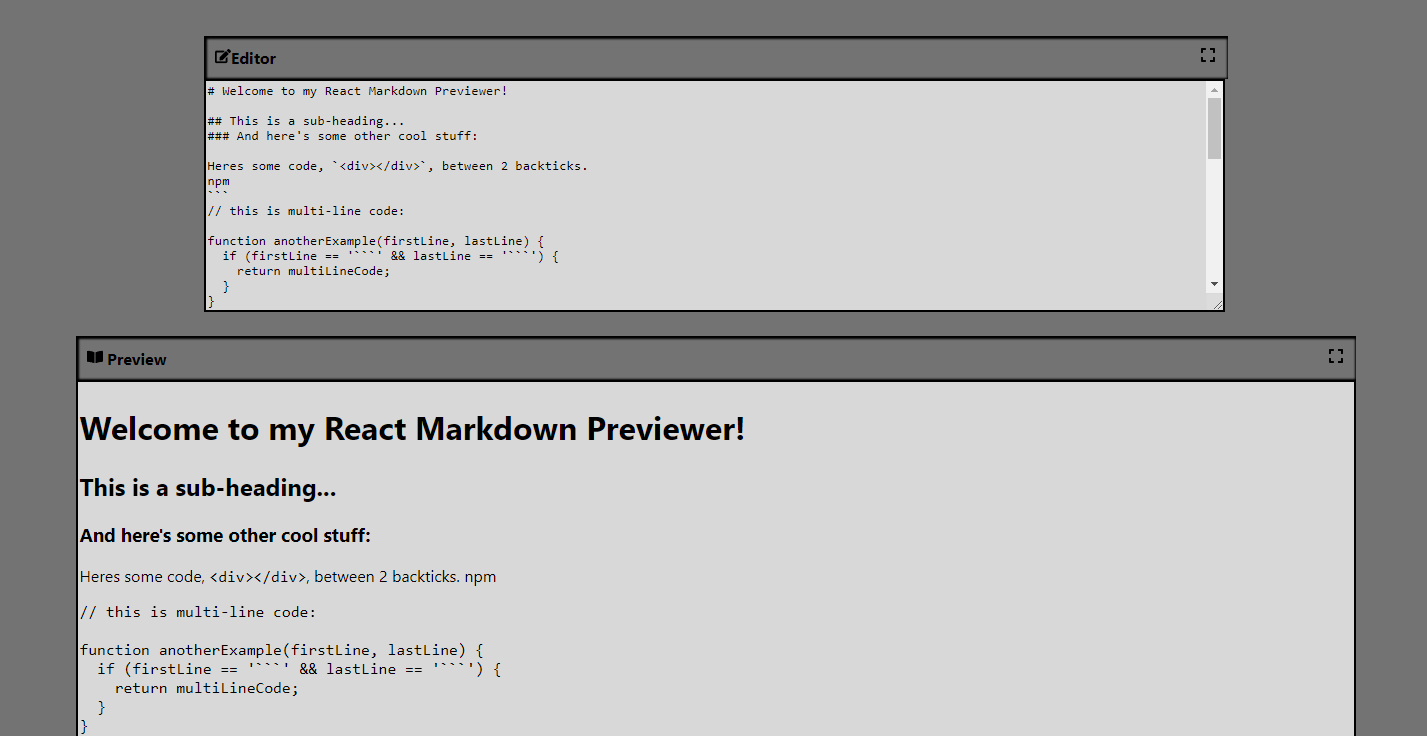 Editor
# Welcome to my React Markdown Previewer!
## This is a sub-heading...
### And here's some other cool stuff:
Heres some code, `<div></div>`, between 2 backticks.
npm
```
// this is multi-line code:
function anotherExample(firstLine, lastLine) {
  if (firstLine == '```' && lastLine == '```') {
    return multiLineCode;
  }
}
Preview
Welcome to my React Markdown Previewer!
This is a sub-heading...
And here's some other cool stuff:
Heres some code, <div></div>, between 2 backticks. npm
// this is multi-line code:
function anotherExample(firstLine, lastLine) {
  if (firstLine == '```' && lastLine == '```') {
    return multiLineCode;
  }
}